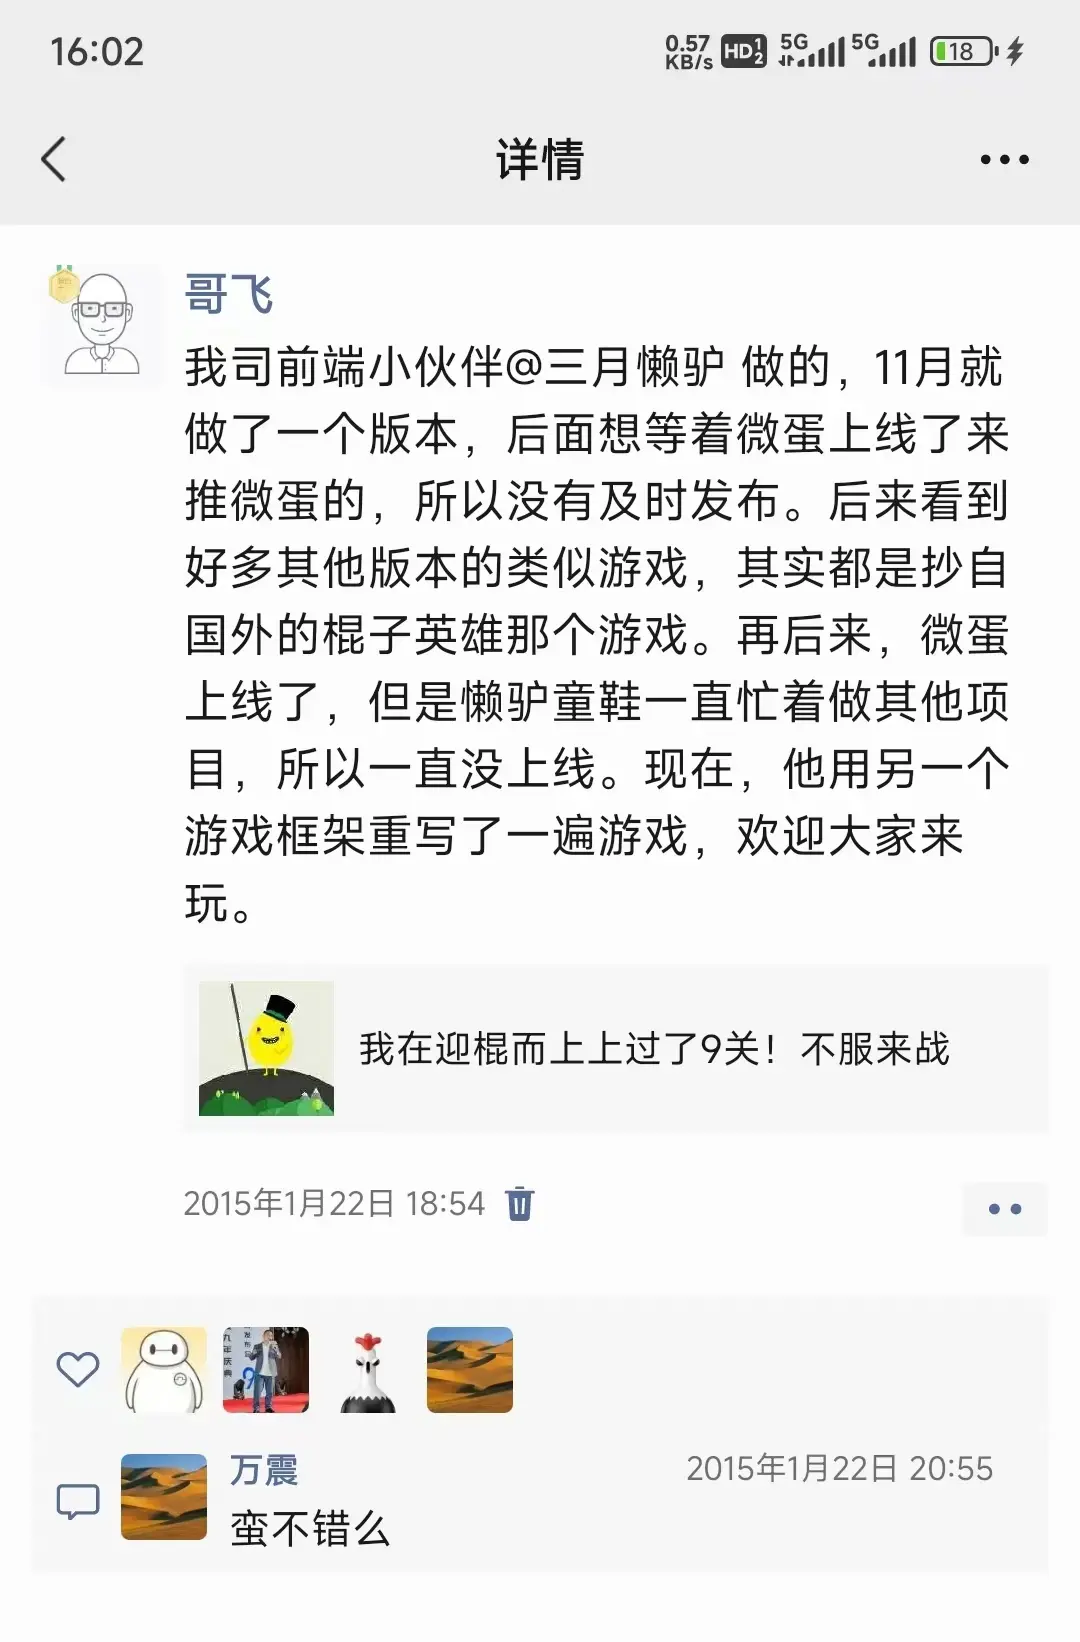 16:02
0.57
KB/s
HD 1 2
5G
5G
18
详情
哥飞
我司前端小伙伴@三月懒驴 做的，11月就
做了一个版本，后面想等着微蛋上线了来
推微蛋的，所以没有及时发布。后来看到
好多其他版本的类似游戏，其实都是抄自
国外的棍子英雄那个游戏。再后来，微蛋
上线了，但是懒驴童鞋一直忙着做其他项
目，所以一直没上线。现在，他用另一个
游戏框架重写了一遍游戏，欢迎大家来
玩。
我在迎棍而上上过了9关！不服来战
2015年1月22日 18:54
九年庆典
发布
9
万震
2015年1月22日 20:55
蛮不错么